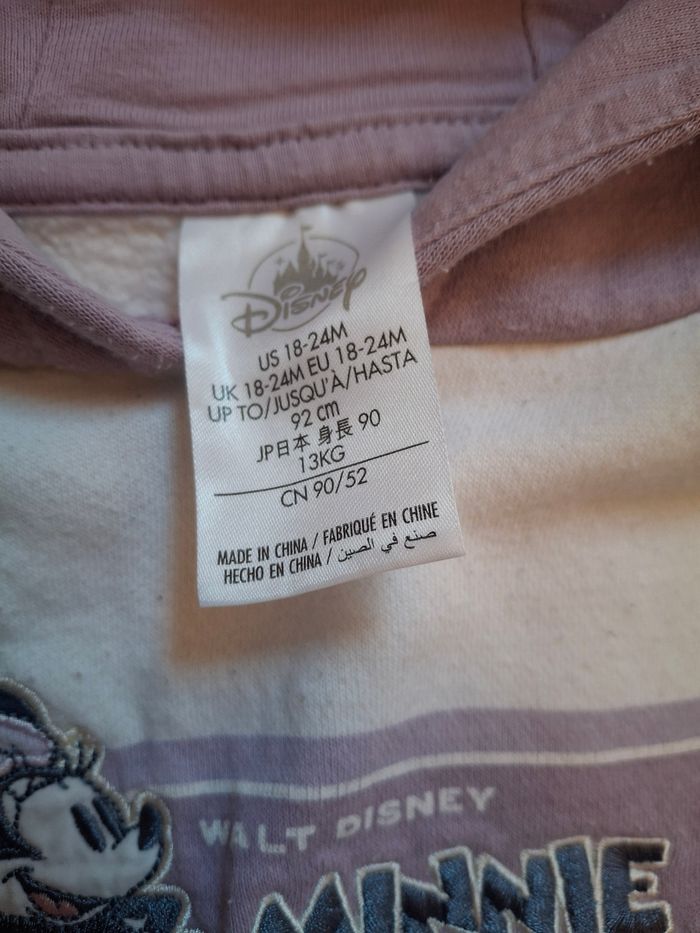 Disney
US 18-24M
UK 18-24M EU 18-24M
UP TO/JUSQU'À/HASTA
92 cm
JP日本 身長 90
13KG
CN 90/52
MADE IN CHINA / FABRIQUÉ EN CHINE
HECHO EN CHINA / صنع في الصين
WALT DISNEY
MINNIE